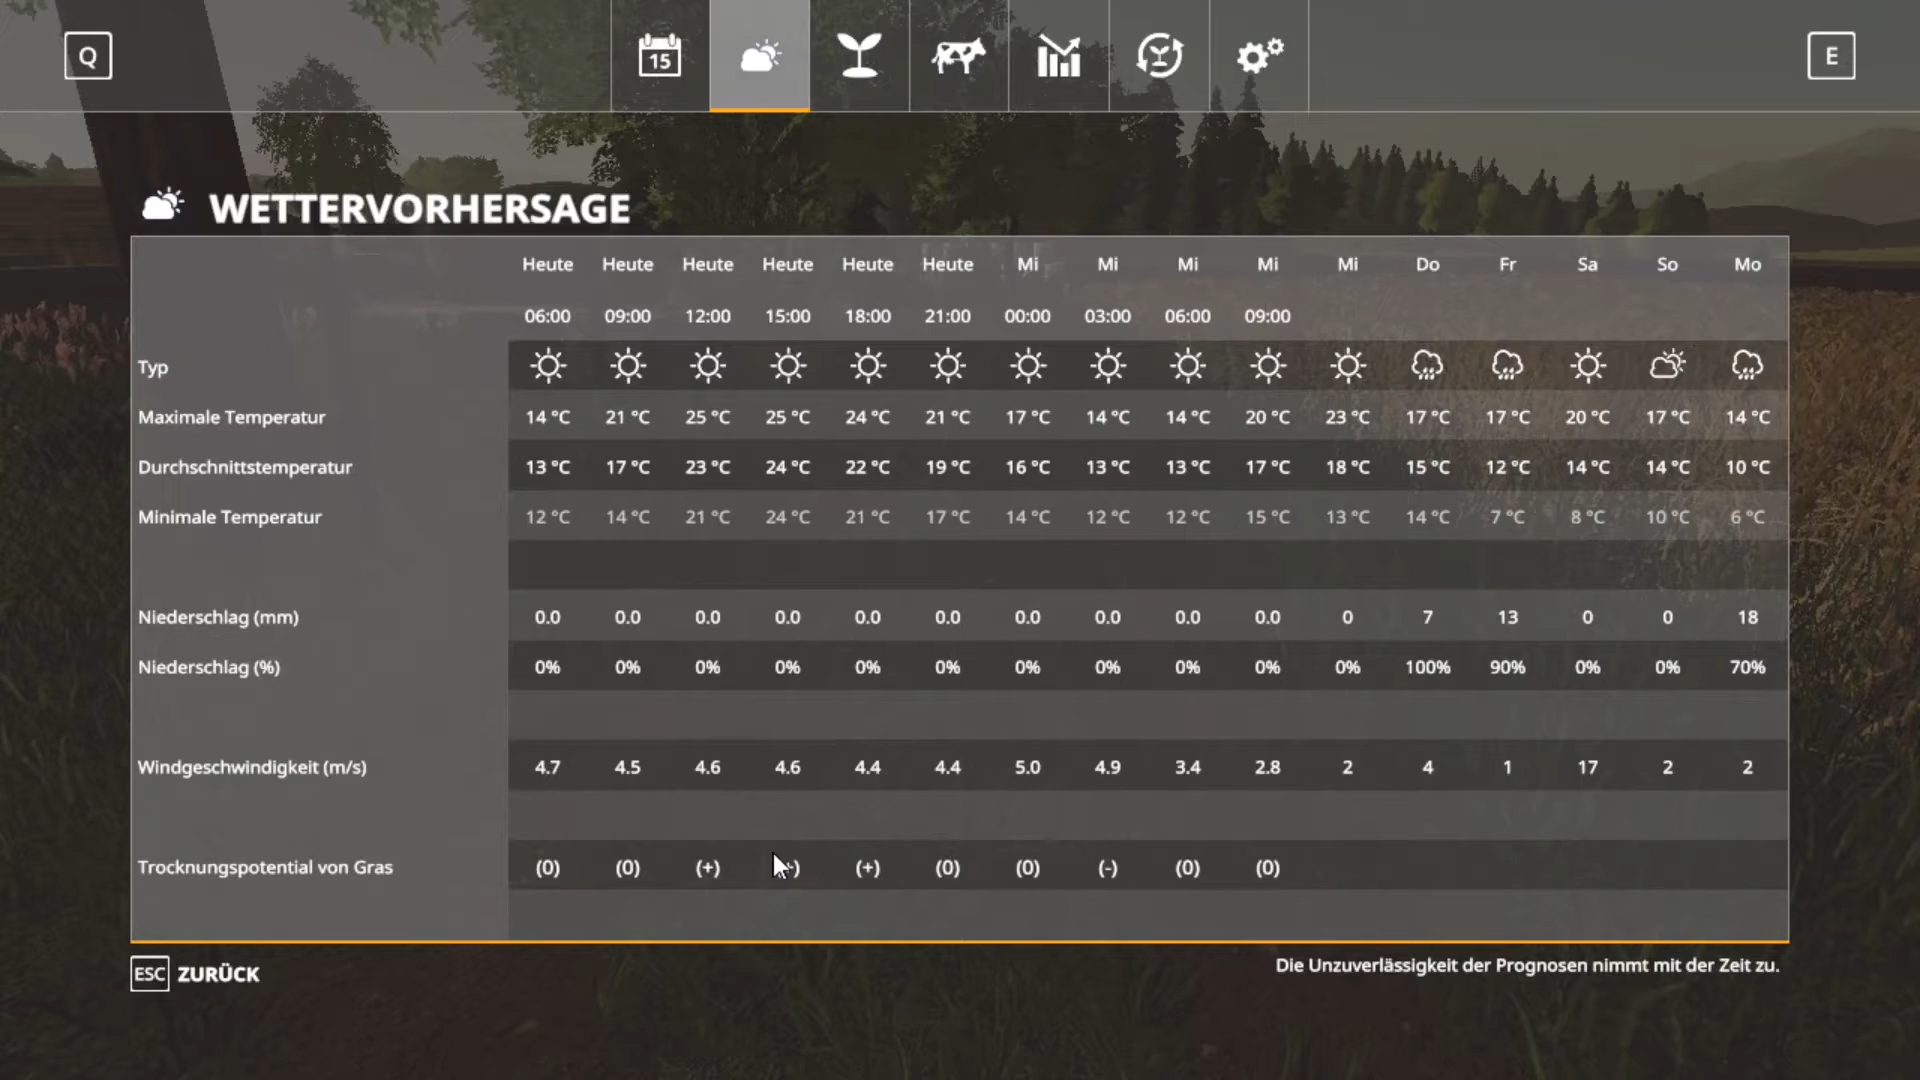 Q
15
E
WETTERVORHERSAGE
Heute Heute Heute Heute Heute Heute Mi Mi Mi Mi Mi Do Fr Sa So Mo
06:00 09:00 12:00 15:00 18:00 21:00 00:00 03:00 06:00 09:00
Typ
Maximale Temperatur 14 °C 21 °C 25 °C 25 °C 24 °C 21 °C 17 °C 14 °C 14 °C 20 °C 23 °C 17 °C 17 °C 20 °C 17 °C 14 °C
Durchschnittstemperatur 13 °C 17 °C 23 °C 24 °C 22 °C 19 °C 16 °C 13 °C 13 °C 17 °C 18 °C 15 °C 12 °C 14 °C 14 °C 10 °C
Minimale Temperatur 12 °C 14 °C 21 °C 24 °C 21 °C 17 °C 14 °C 12 °C 12 °C 15 °C 13 °C 14 °C 7 °C 8 °C 10 °C 6 °C
Niederschlag (mm) 0.0 0.0 0.0 0.0 0.0 0.0 0.0 0.0 0.0 0.0 0 7 13 0 0 18
Niederschlag (%) 0% 0% 0% 0% 0% 0% 0% 0% 0% 0% 0% 100% 90% 0% 0% 70%
Windgeschwindigkeit (m/s) 4.7 4.5 4.6 4.6 4.4 4.4 5.0 4.9 3.4 2.8 2 4 1 17 2 2
Trocknungspotential von Gras (0) (0) (+) (+) (0) (0) (-) (0) (0)
ESC ZURÜCK
Die Unzuverlässigkeit der Prognosen nimmt mit der Zeit zu.